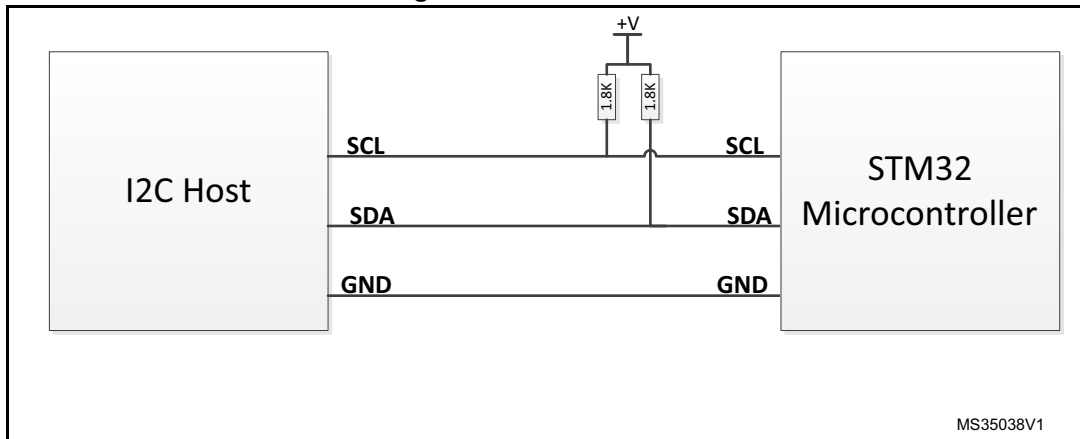 +V
1.8K
1.8K
SCL
SCL
I2C Host
STM32
Microcontroller
SDA
SDA
GND
GND
MS35038V1